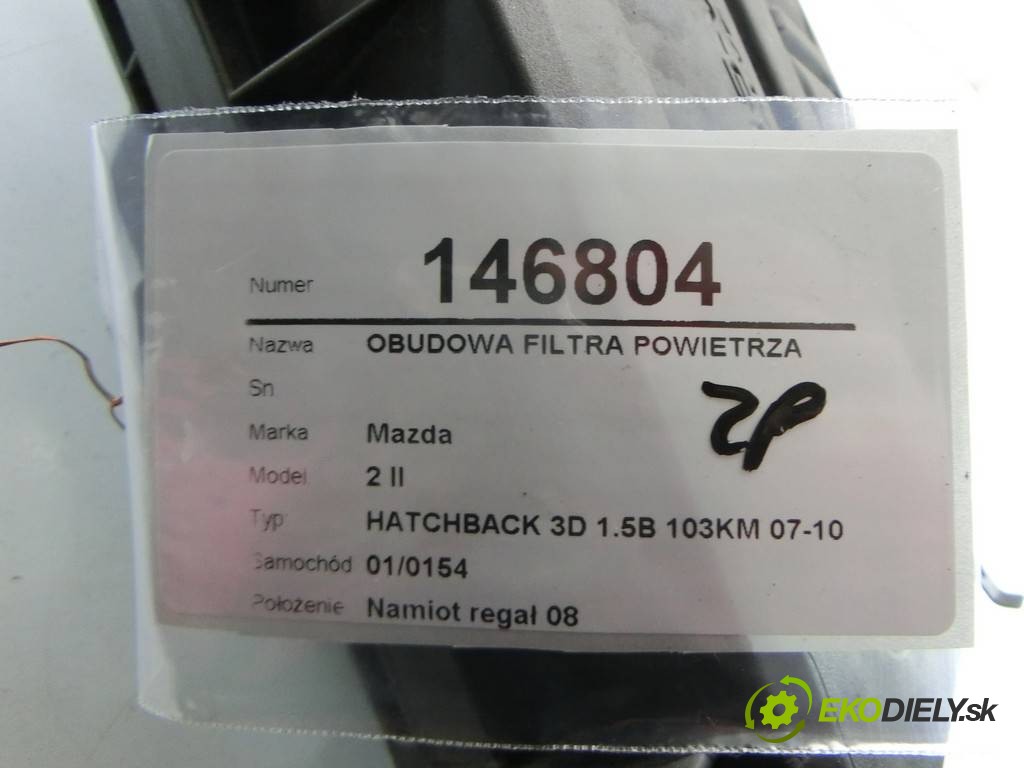 Numer 146804
Nazwa OBUDOWA FILTRA POWIETRZA
Sn
Marka Mazda
Model 2 II
Typ HATCHBACK 3D 1.5B 103KM 07-10
Samochód 01/0154
Położenie Namiot regał 08
EKODIELY.sk